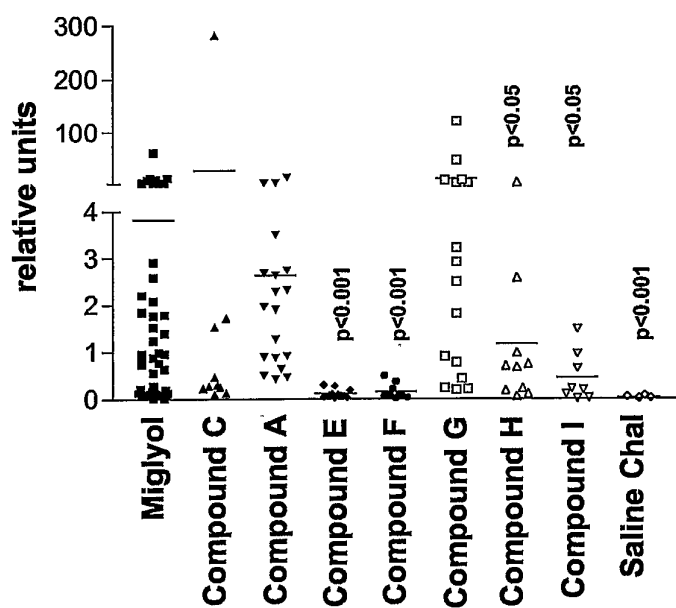 relative units
300
200
100
4
3
2
1
0
p<0.001
p<0.001
p<0.05
p<0.05
p<0.001
Miglyol
Compound C
Compound A
Compound E
Compound F
Compound G
Compound H
Compound I
Saline Chal